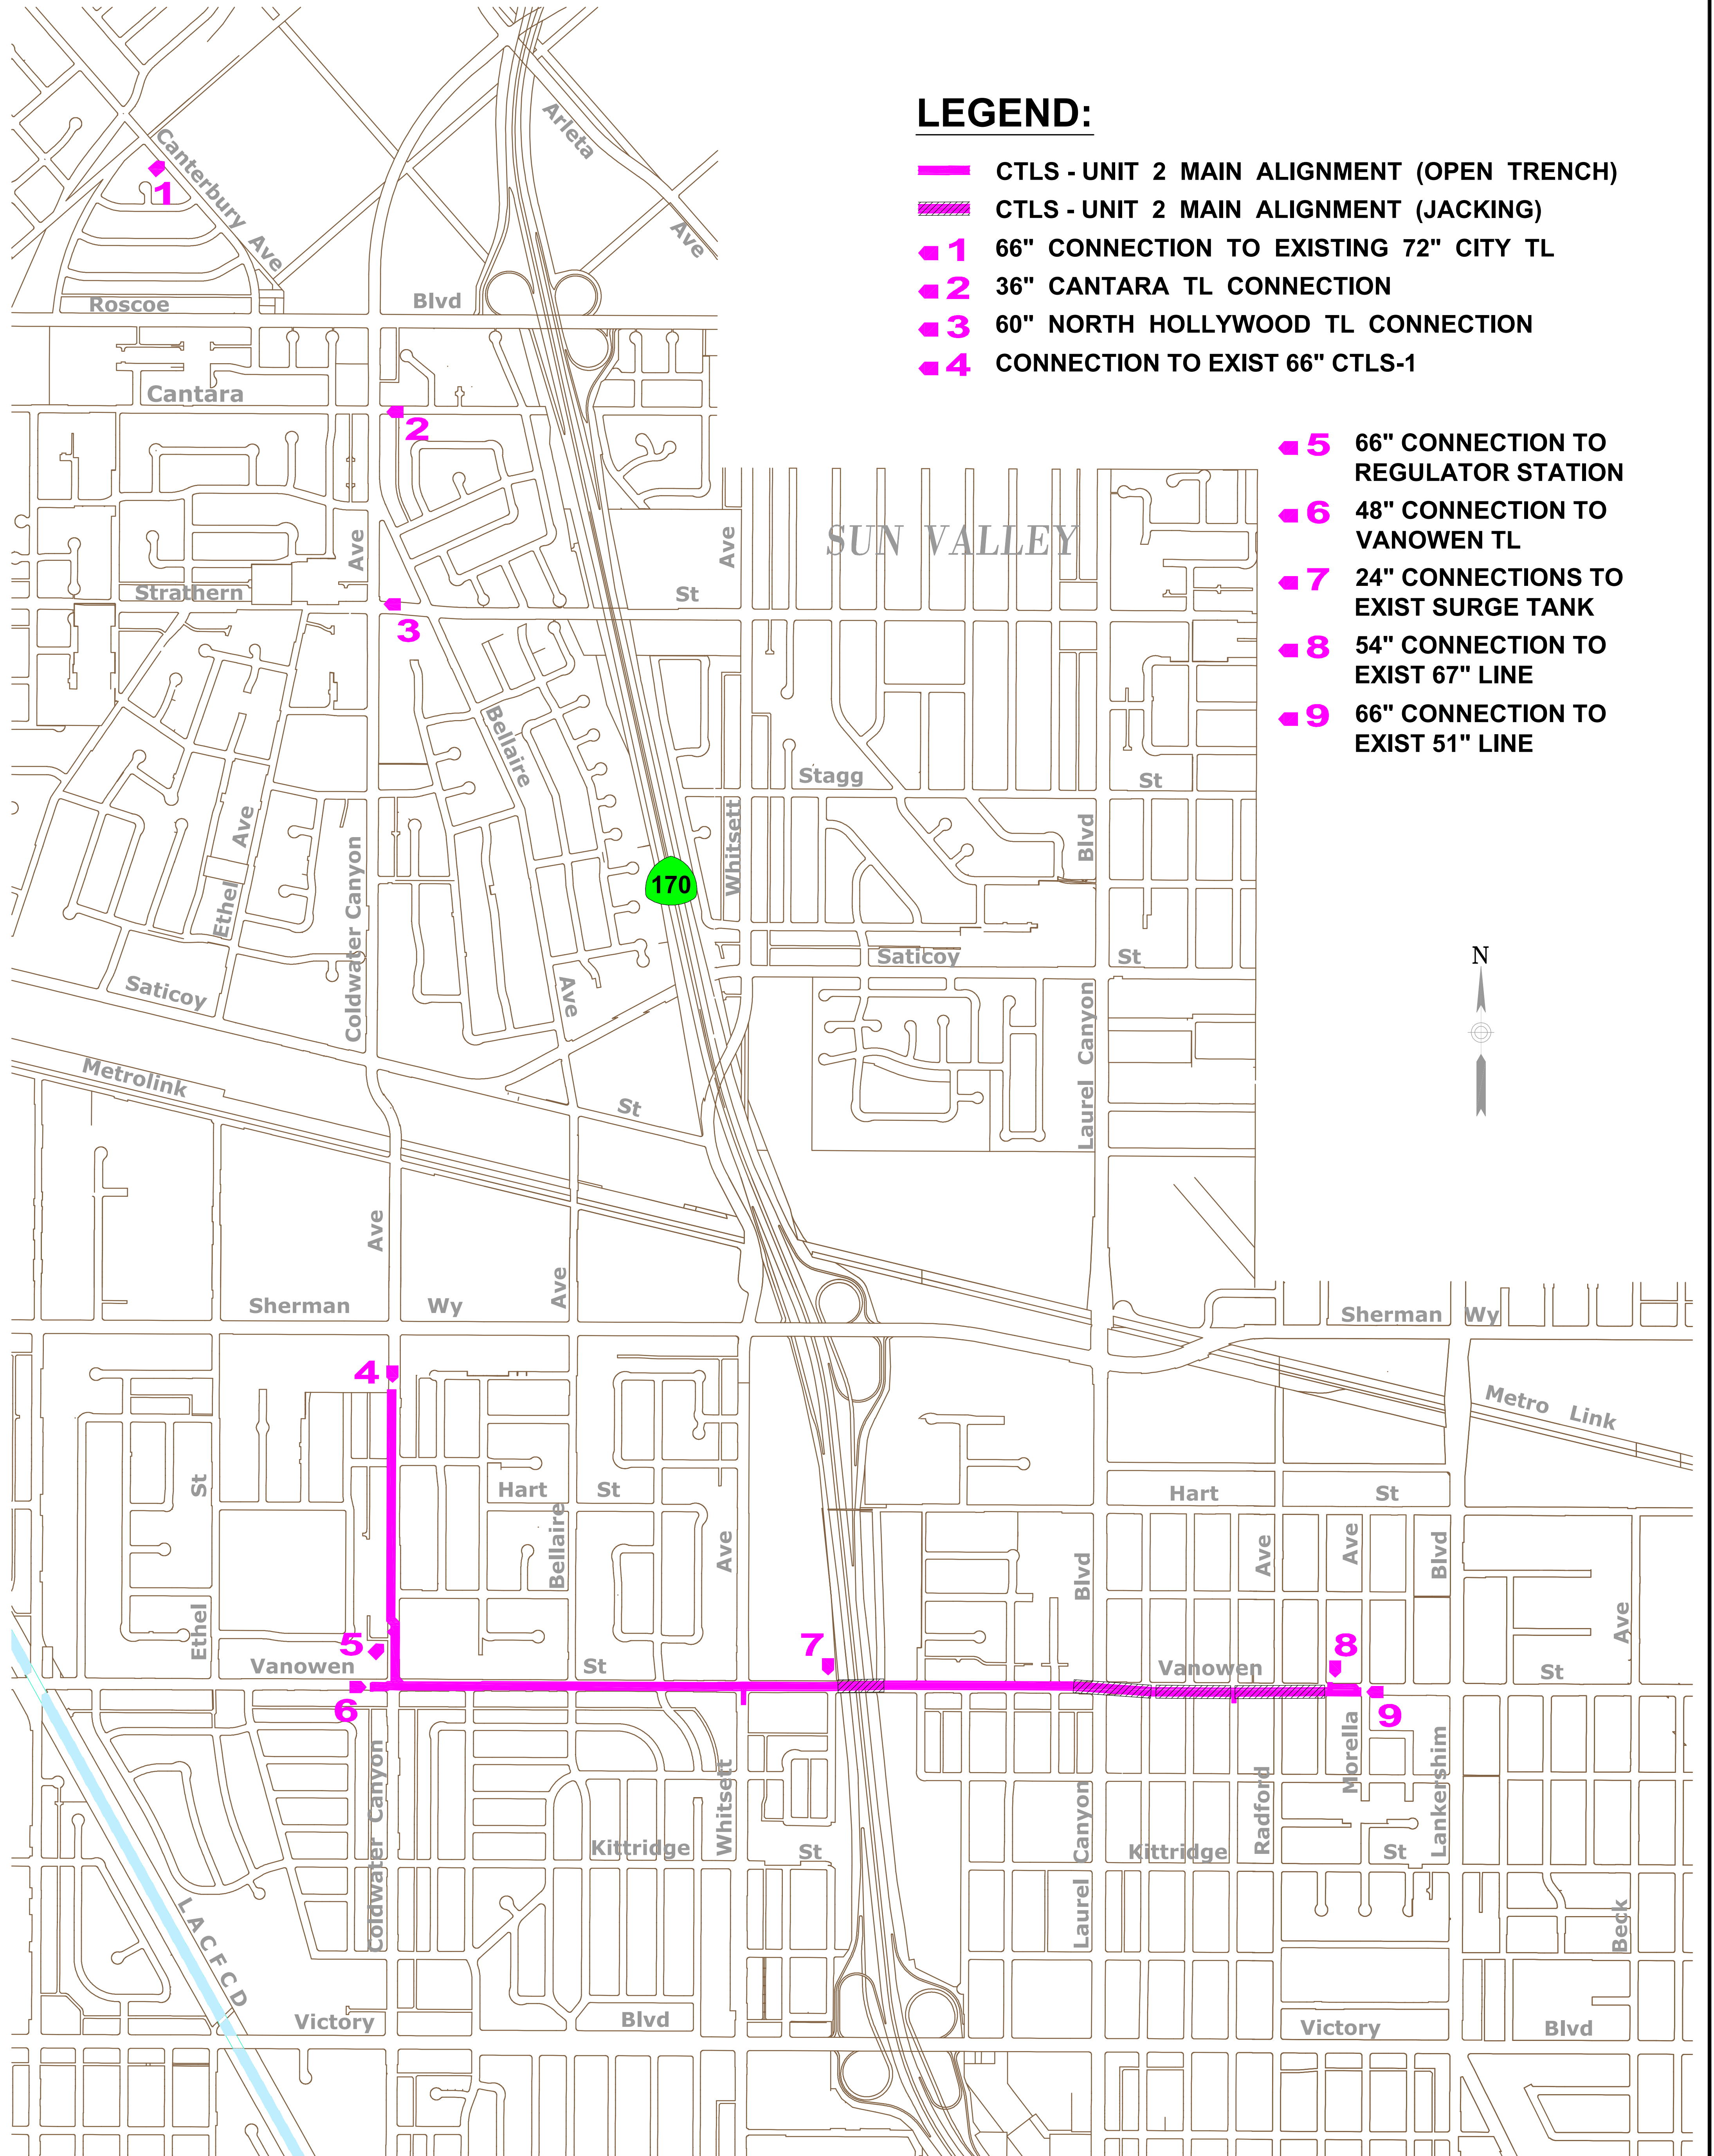 LEGEND:
CTLS - UNIT 2 MAIN ALIGNMENT (OPEN TRENCH)
CTLS - UNIT 2 MAIN ALIGNMENT (JACKING)
1 66" CONNECTION TO EXISTING 72" CITY TL
2 36" CANTARA TL CONNECTION
3 60" NORTH HOLLYWOOD TL CONNECTION
4 CONNECTION TO EXIST 66" CTLS-1
5 66" CONNECTION TO
REGULATOR STATION
6 48" CONNECTION TO
VANOWEN TL
7 24" CONNECTIONS TO
EXIST SURGE TANK
8 54" CONNECTION TO
EXIST 67" LINE
9 66" CONNECTION TO
EXIST 51" LINE
N
Arleta
Ave
Canterbury Ave
1
Roscoe
Blvd
Cantara
2
Ave
Ave
SUN VALLEY
Strathern
St
3
Bellaire
Stagg
St
Ethel Ave
Coldwater Canyon
Whitsett
Blvd
170
Saticoy
Ave
Saticoy
St
Laurel Canyon
Metrolink
St
Ave
Ave
Sherman Wy
Sherman Wy
4
Metro Link
St
Hart St
Hart St
Bellaire
Ave
Blvd
Ave
Ave
Blvd
Ethel
Ave
5
7
8
Vanowen
St
Vanowen
St
6
9
Coldwater Canyon
Whitsett
Morella
Lankershim
Radford
Laurel Canyon
Kittridge
St
Kittridge
St
Beck
LACFCD
Victory
Blvd
Victory
Blvd